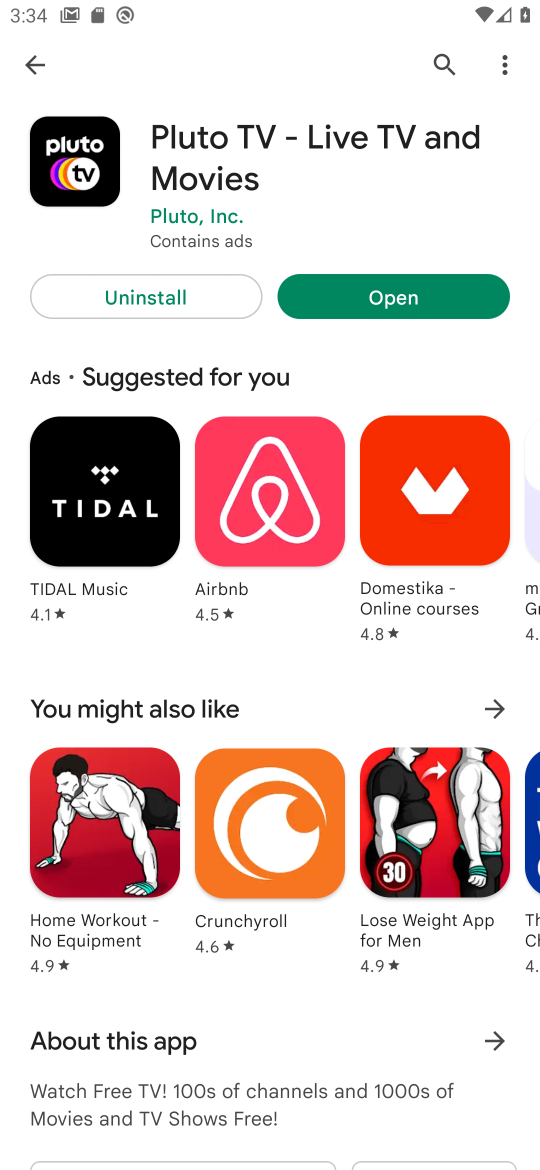 3:34
Pluto TV - Live TV and
Movies
Pluto, Inc.
Contains ads
pluto
tv
Uninstall
Open
Ads • Suggested for you
TIDAL
TIDAL Music
4.1★
Airbnb
4.5★
Domestika -
Online courses
4.8★
m
Gr
4.
You might also like
30
Home Workout -
No Equipment
4.9★
Crunchyroll
4.6★
Lose Weight App
for Men
4.9★
Th
Ch
4.
About this app
Watch Free TV! 100s of channels and 1000s of
Movies and TV Shows Free!